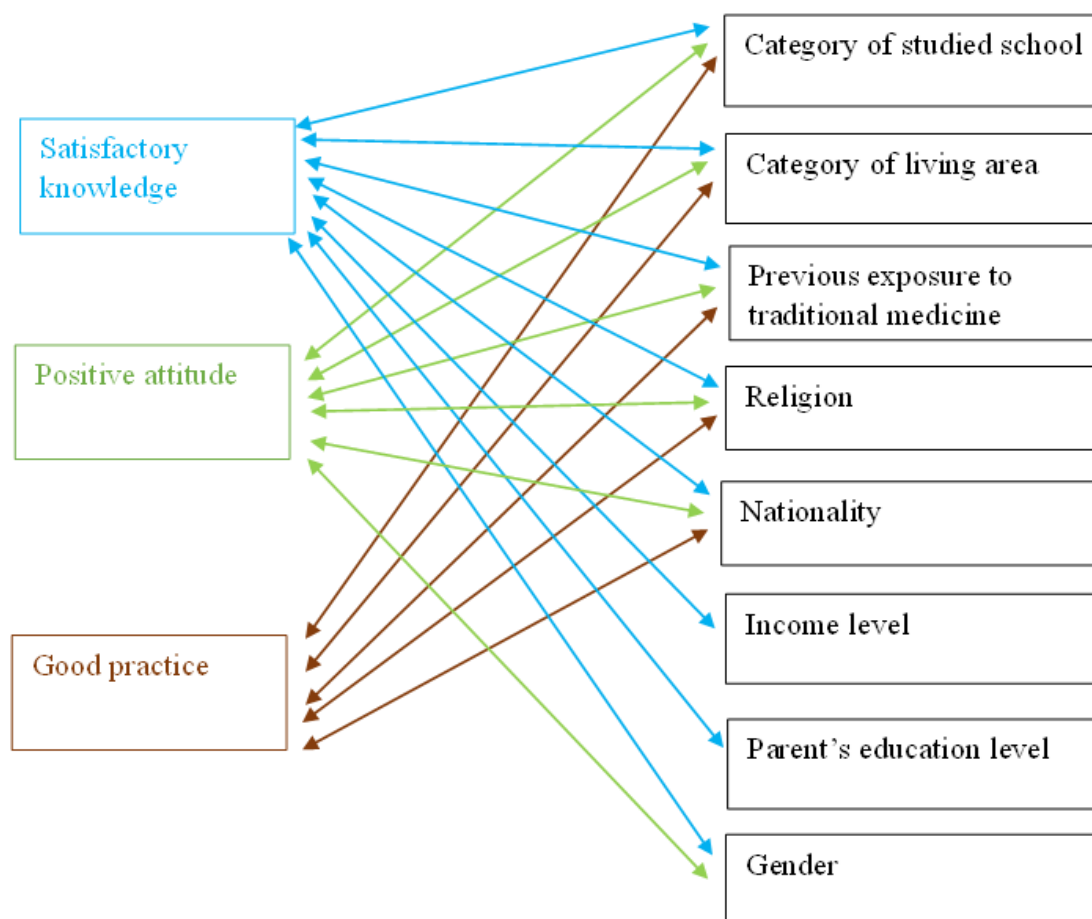 Satisfactory
knowledge
Positive attitude
Good practice
Category of studied school
Category of living area
Previous exposure to
traditional medicine
Religion
Nationality
Income level
Parent’s education level
Gender